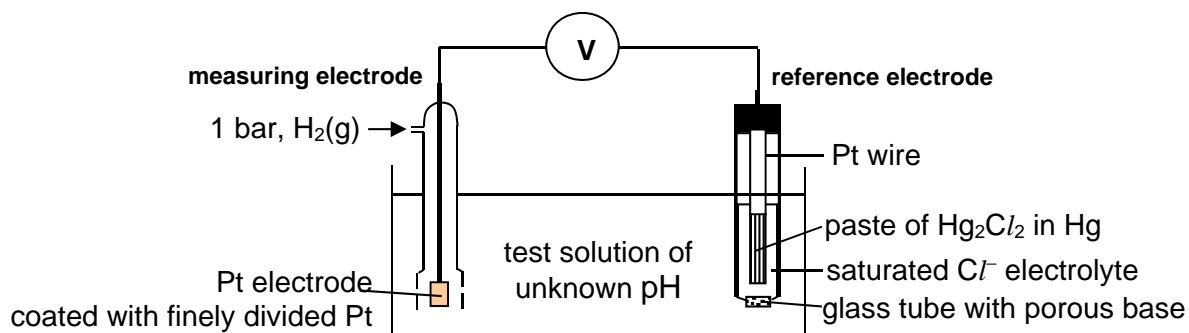 V
measuring electrode
reference electrode
1 bar, H₂(g)
Pt wire
paste of Hg₂Cl₂ in Hg
test solution of
unknown pH
saturated Cl⁻ electrolyte
Pt electrode
coated with finely divided Pt
glass tube with porous base